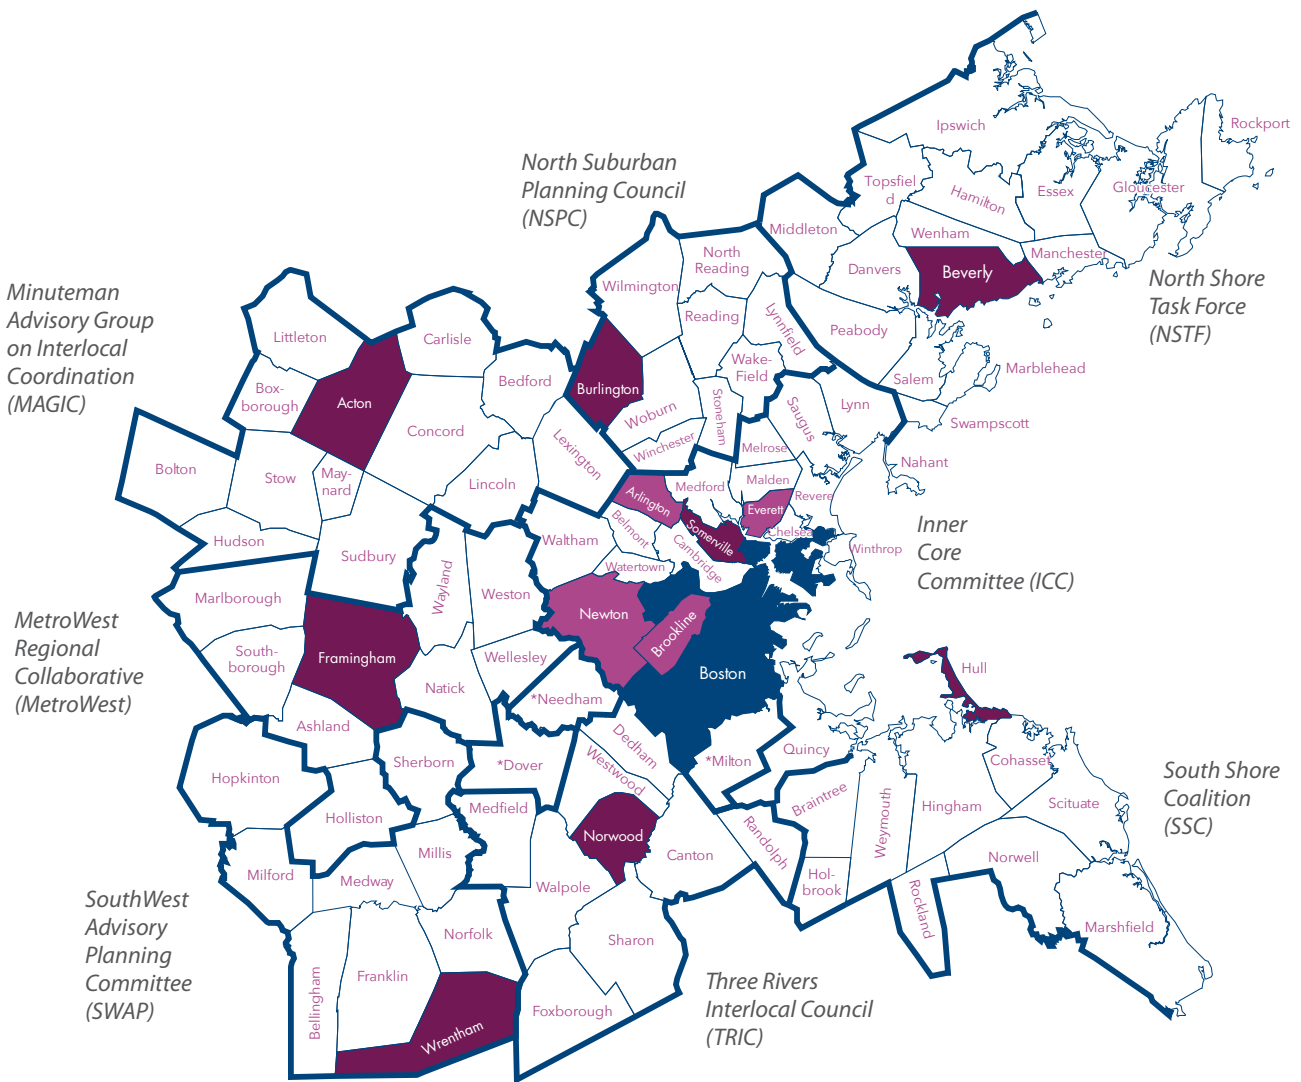 Ipswich
Rockport
North Suburban
Planning Council
(NSPC)
Topsfiel
d
Hamilton
Essex
Gloucester
Middleton
Wenham
North
Reading
Danvers
Beverly
Manchester
North Shore
Task Force
(NSTF)
Minuteman
Advisory Group
on Interlocal
Coordination
(MAGIC)
Wilmington
Reading
Lynnfield
Peabody
Littleton
Carlisle
Marblehead
Wake-
Field
Salem
Bedford
Burlington
Box-
borough
Acton
Stoneham
Saugus
Lynn
Swampscott
Woburn
Concord
Winchester
Melrose
Lexington
Nahant
Bolton
Stow
May-
nard
Lincoln
Medford
Malden
Revere
Arlington
Everett
Chelsea
Hudson
Sudbury
Waltham
Belmont
Somerville
Cambridge
Winthrop
Inner
Core
Committee (ICC)
Watertown
Marlborough
Wayland
Weston
Newton
Brookline
MetroWest
Regional
Collaborative
(MetroWest)
South-
borough
Framingham
Wellesley
Boston
Hull
Natick
*Needham
Ashland
Dedham
Quincy
Hopkinton
Sherborn
*Dover
Westwood
*Milton
Cohasset
South Shore
Coalition
(SSC)
Holliston
Medfield
Braintree
Weymouth
Hingham
Scituate
Norwood
Randolph
Millis
Canton
Norwell
Milford
Medway
Walpole
Hol-
brook
Rockland
SouthWest
Advisory
Planning
Committee
(SWAP)
Norfolk
Sharon
Marshfield
Bellingham
Franklin
Foxborough
Three Rivers
Interlocal Council
(TRIC)
Wrentham